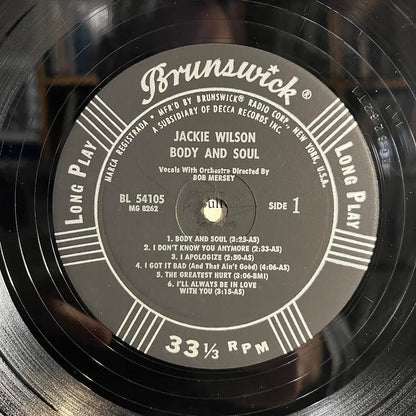 Brunswick®
MARCA REGISTRADA • MFR'D BY BRUNSWICK® RADIO CORP., NEW YORK, U.S.A.
A SUBSIDIARY OF DECCA RECORDS INC.
LONG PLAY
LONG PLAY
JACKIE WILSON
BODY AND SOUL
Vocals With Orchestra Directed By
BOB MERSEY
BL 54105
MG 8262
SIDE 1
1. BODY AND SOUL (3:23-AS)
2. I DON'T KNOW YOU ANYMORE (2:33-AS)
3. I APOLOGIZE (2:50-AS)
4. I GOT IT BAD (And That Ain't Good) (4:06-AS)
5. THE GREATEST HURT (3:06-BMI)
6. I'LL ALWAYS BE IN LOVE
WITH YOU (3:15-AS)
33 1/3 RPM